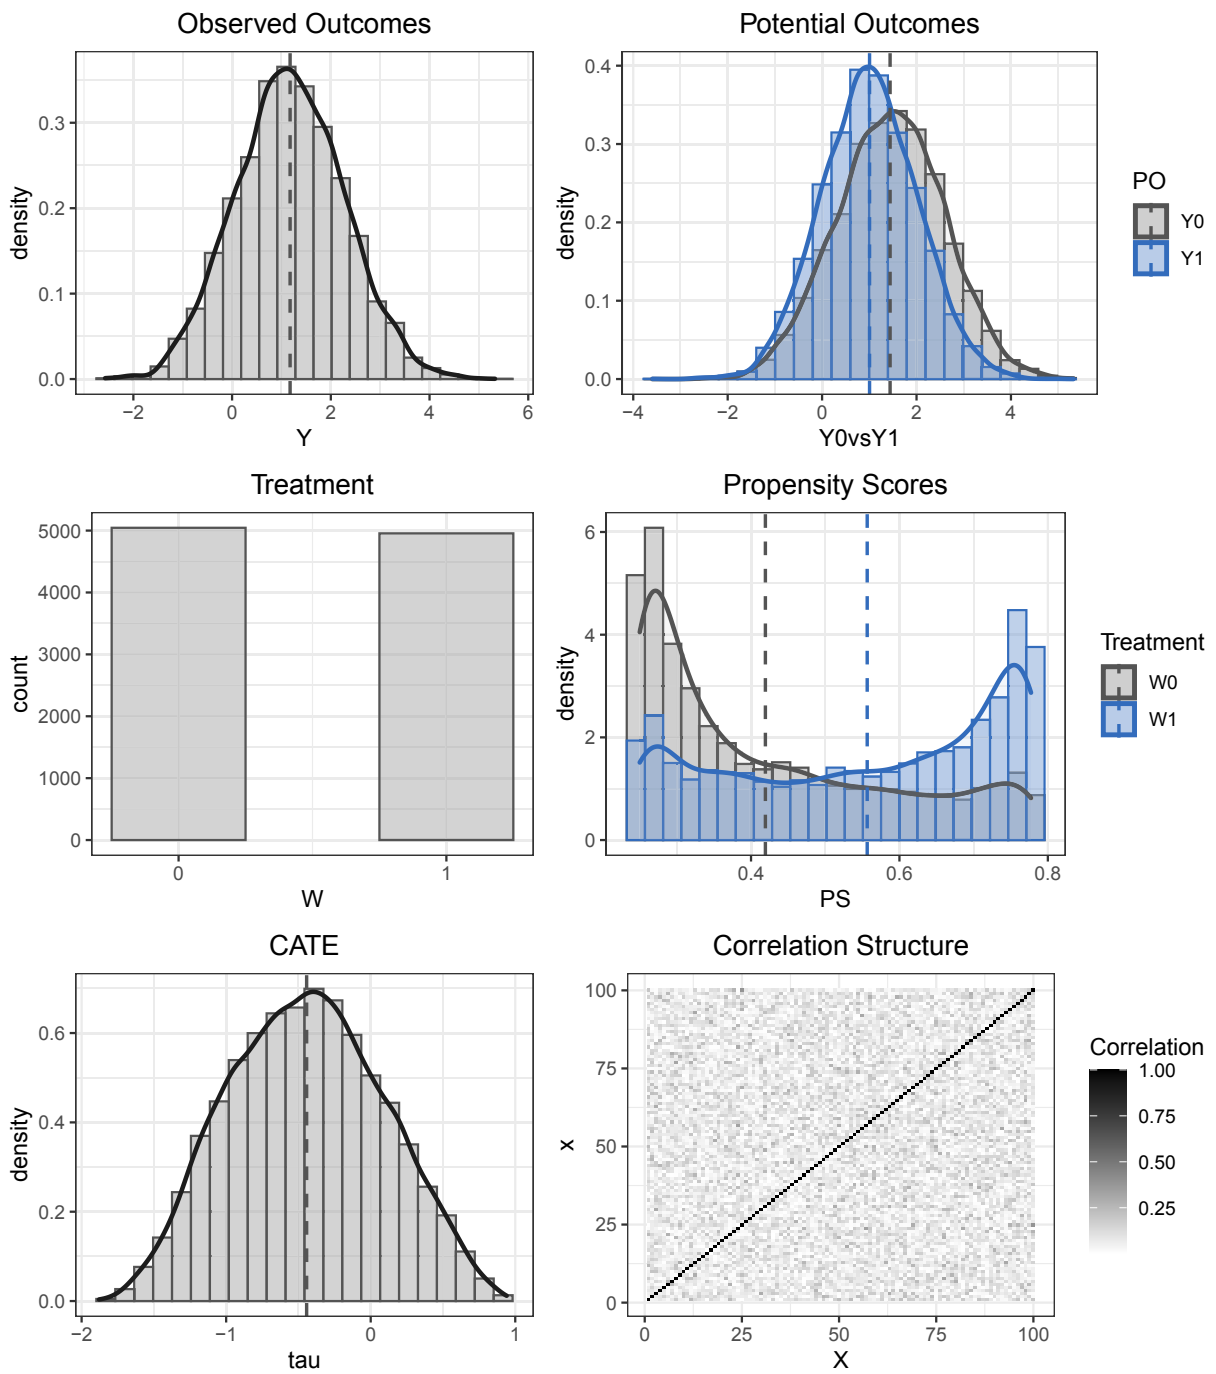 Observed Outcomes
density
0.3
0.2
0.1
0.0
−2
0
2
4
6
Y
Potential Outcomes
density
0.4
0.3
0.2
0.1
0.0
−4
−2
0
2
4
Y0vsY1
PO
Y0
Y1
Treatment
count
5000
4000
3000
2000
1000
0
0
1
W
Propensity Scores
density
6
4
2
0
0.4
0.6
0.8
PS
Treatment
W0
W1
CATE
density
0.6
0.4
0.2
0.0
−2
−1
0
1
tau
Correlation Structure
x
100
75
50
25
0
0
25
50
75
100
X
Correlation
1.00
0.75
0.50
0.25